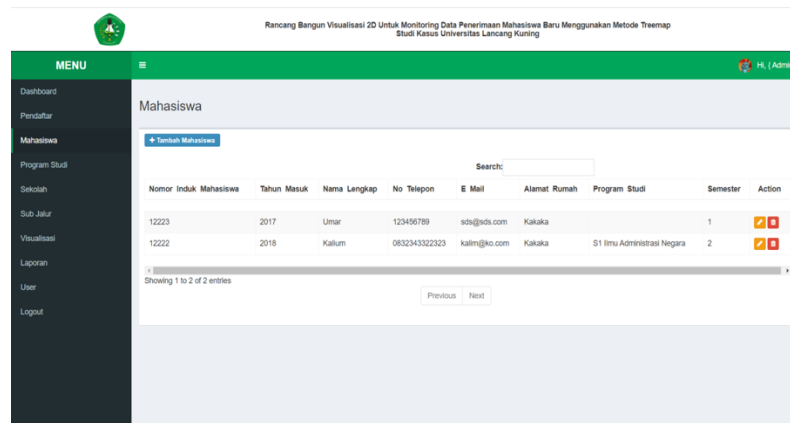 Rancang Bangun Visualisasi 2D Untuk Monitoring Data Penerimaan Mahasiswa Baru Menggunakan Metode Treemap
Studi Kasus Universitas Lancang Kuning
MENU
Hi, ( Admi
Dashboard
Pendaftar
Mahasiswa
Program Studi
Sekolah
Sub Jalur
Visualisasi
Laporan
User
Logout
Mahasiswa
+ Tambah Mahasiswa
Search:
Nomor Induk Mahasiswa Tahun Masuk Nama Lengkap No Telepon E Mail Alamat Rumah Program Studi Semester Action
12223 2017 Umar 123456789 sds@sds.com Kakaka 1
12222 2018 Kalium 0832343322323 kalim@ko.com Kakaka S1 Ilmu Administrasi Negara 2
Showing 1 to 2 of 2 entries
Previous Next